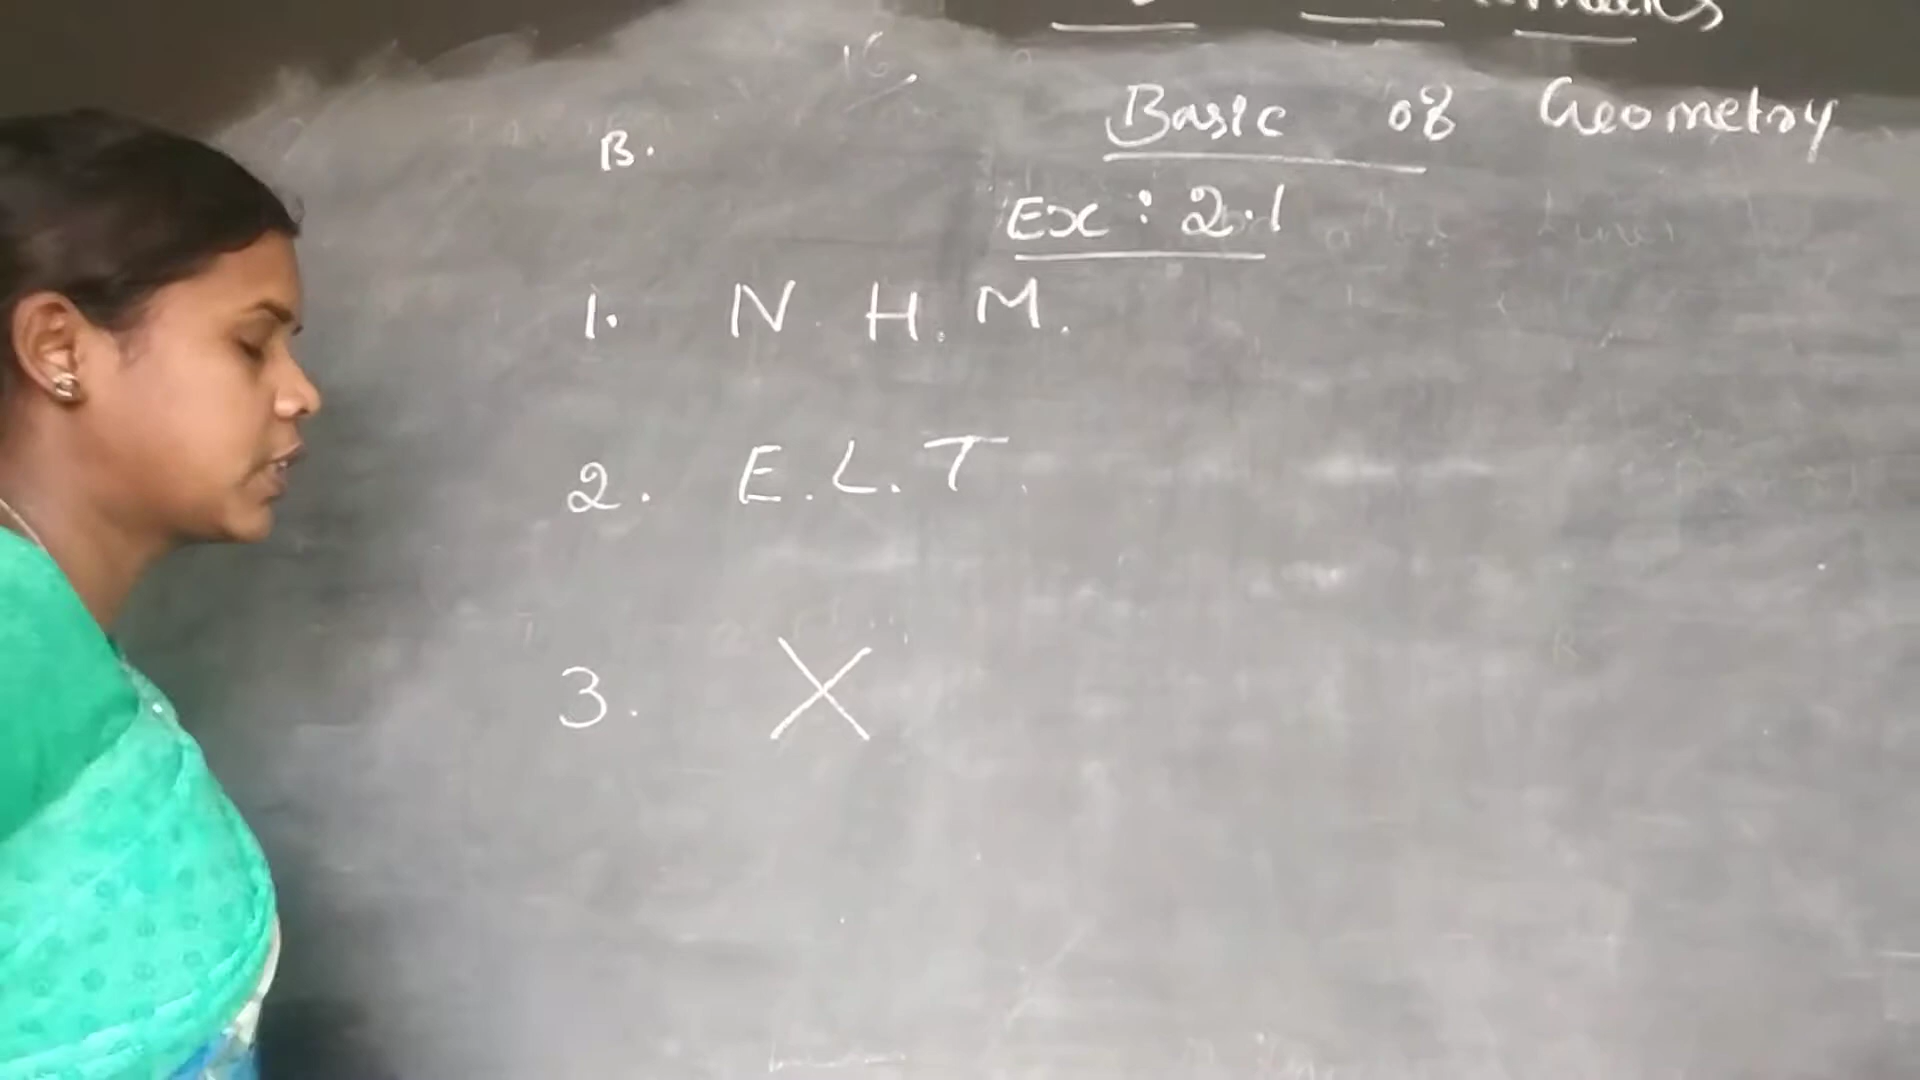 Basic of Geometry
B.
Ex : 2.1
1. N. H. M.
2. E. L. T.
3. X